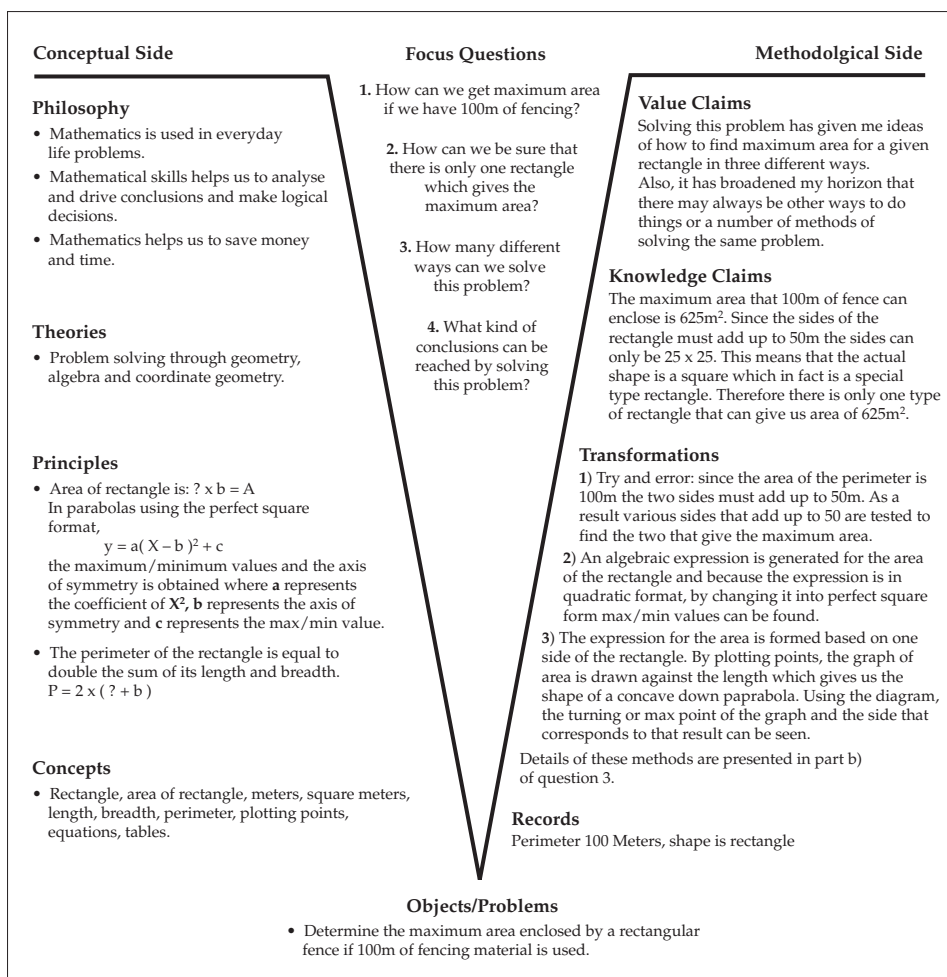 Conceptual Side
Philosophy
• Mathematics is used in everyday
life problems.
• Mathematical skills helps us to analyse
and drive conclusions and make logical
decisions.
• Mathematics helps us to save money
and time.
Theories
• Problem solving through geometry,
algebra and coordinate geometry.
Principles
• Area of rectangle is: ? x b = A
In parabolas using the perfect square
format,
y = a( X – b )² + c
the maximum/minimum values and the axis
of symmetry is obtained where a represents
the coefficient of X², b represents the axis of
symmetry and c represents the max/min value.
• The perimeter of the rectangle is equal to
double the sum of its length and breadth.
P = 2 x ( ? + b )
Concepts
• Rectangle, area of rectangle, meters, square meters,
length, breadth, perimeter, plotting points,
equations, tables.
Focus Questions
1. How can we get maximum area
if we have 100m of fencing?
2. How can we be sure that
there is only one rectangle
which gives the
maximum area?
3. How many different
ways can we solve
this problem?
4. What kind of
conclusions can be
reached by solving
this problem?
Methodolgical Side
Value Claims
Solving this problem has given me ideas
of how to find maximum area for a given
rectangle in three different ways.
Also, it has broadened my horizon that
there may always be other ways to do
things or a number of methods of
solving the same problem.
Knowledge Claims
The maximum area that 100m of fence can
enclose is 625m². Since the sides of the
rectangle must add up to 50m the sides can
only be 25 x 25. This means that the actual
shape is a square which in fact is a special
type rectangle. Therefore there is only one type
of rectangle that can give us area of 625m².
Transformations
1) Try and error: since the area of the perimeter is
100m the two sides must add up to 50m. As a
result various sides that add up to 50 are tested to
find the two that give the maximum area.
2) An algebraic expression is generated for the area
of the rectangle and because the expression is in
quadratic format, by changing it into perfect square
form max/min values can be found.
3) The expression for the area is formed based on one
side of the rectangle. By plotting points, the graph of
area is drawn against the length which gives us the
shape of a concave down paprabola. Using the diagram,
the turning or max point of the graph and the side that
corresponds to that result can be seen.
Details of these methods are presented in part b)
of question 3.
Records
Perimeter 100 Meters, shape is rectangle
Objects/Problems
• Determine the maximum area enclosed by a rectangular
fence if 100m of fencing material is used.